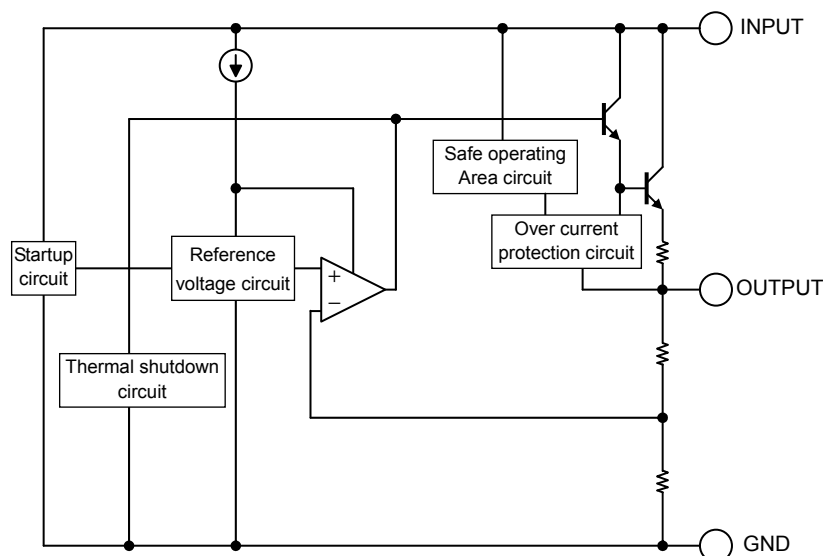 INPUT
Safe operating
Area circuit
Startup
circuit
Reference
voltage circuit
+
−
Over current
protection circuit
OUTPUT
Thermal shutdown
circuit
GND